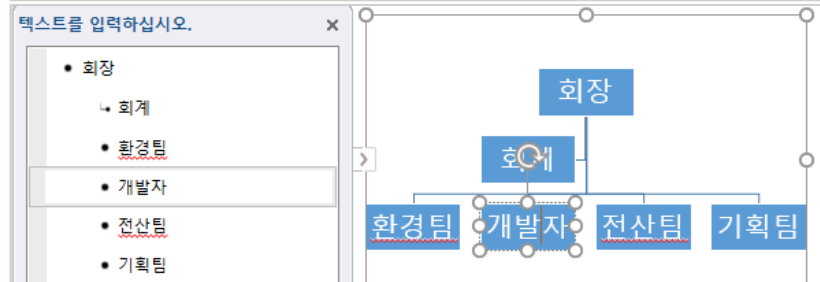 텍스트를 입력하십시오.
회장
회계
환경팀
개발자
전산팀
기획팀
회장
회계
환경팀 개발자 전산팀 기획팀